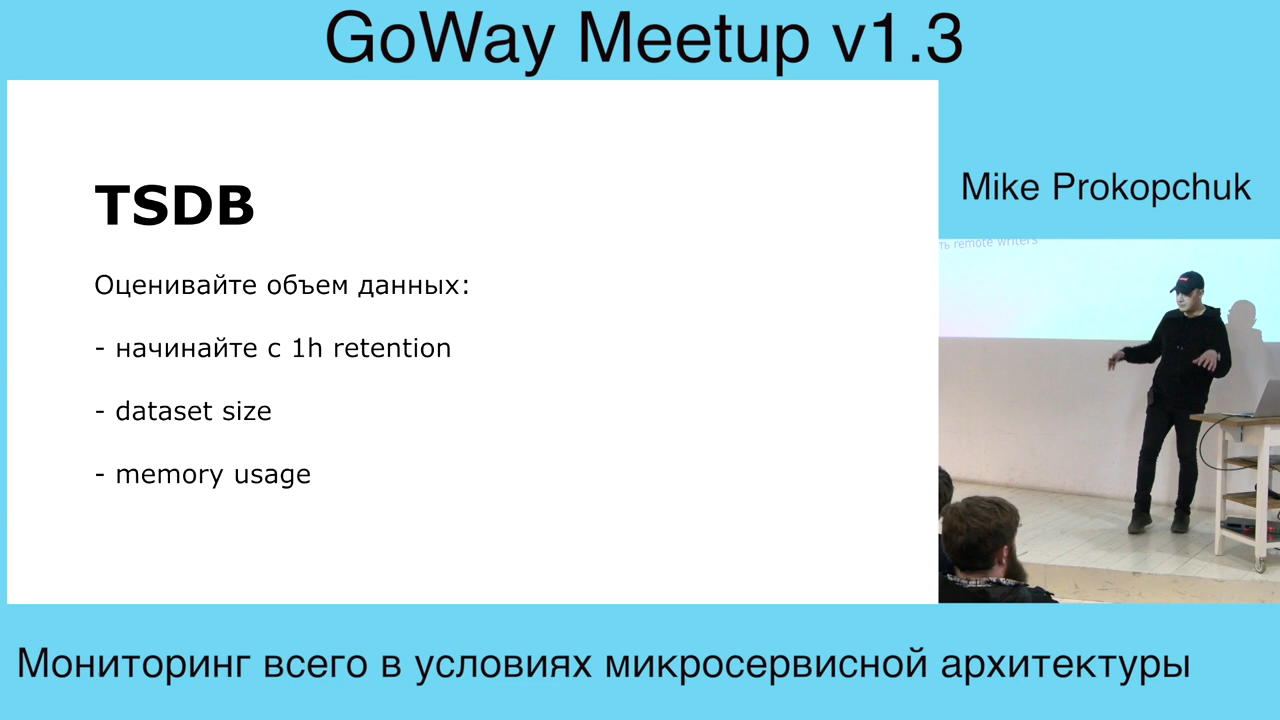 GoWay Meetup v1.3
TSDB
Оценивайте объем данных:
- начинайте с 1h retention
- dataset size
- memory usage
Mike Prokopchuk
ть remote writers
Мониторинг всего в условиях микросервисной архитектуры